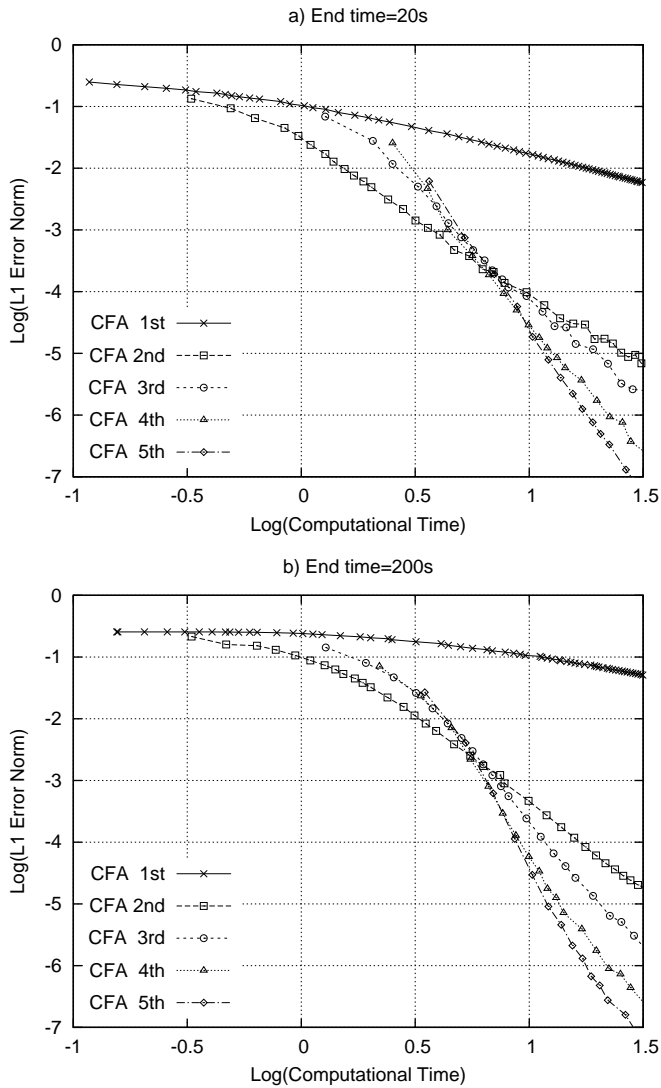 a) End time=20s
0
-1
-2
-3
-4
-5
-6
-7
Log(L1 Error Norm)
CFA 1st
CFA 2nd
CFA 3rd
CFA 4th
CFA 5th
-1 -0.5 0 0.5 1 1.5
Log(Computational Time)
b) End time=200s
0
-1
-2
-3
-4
-5
-6
-7
Log(L1 Error Norm)
CFA 1st
CFA 2nd
CFA 3rd
CFA 4th
CFA 5th
-1 -0.5 0 0.5 1 1.5
Log(Computational Time)